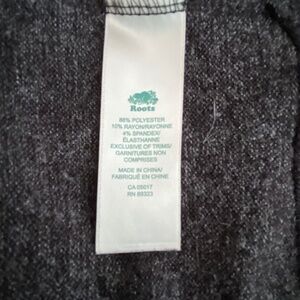 Roots
86% POLYESTER
10% RAYON/RAYONNE
4% SPANDEX/
ÉLASTHANNE
EXCLUSIVE OF TRIMS/
GARNITURES NON
COMPRISES
MADE IN CHINA/
FABRIQUÉ EN CHINE
CA 05017
RN 89323